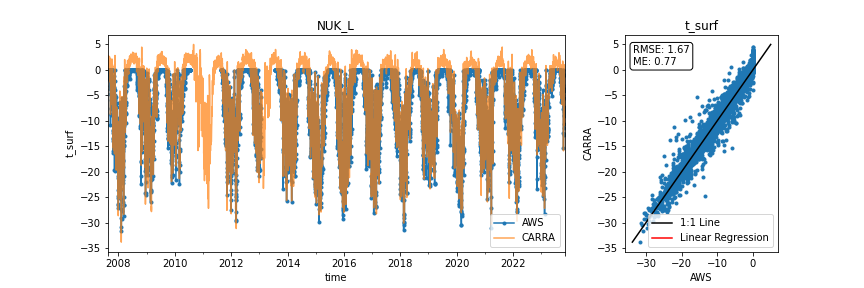 NUK_L
t_surf
5
0
−5
−10
−15
−20
−25
−30
−35
t_surf
2008
2010
2012
2014
2016
2018
2020
2022
time
AWS
CARRA
t_surf
RMSE: 1.67
ME: 0.77
5
0
−5
−10
−15
−20
−25
−30
−35
CARRA
−30
−20
−10
0
AWS
1:1 Line
Linear Regression